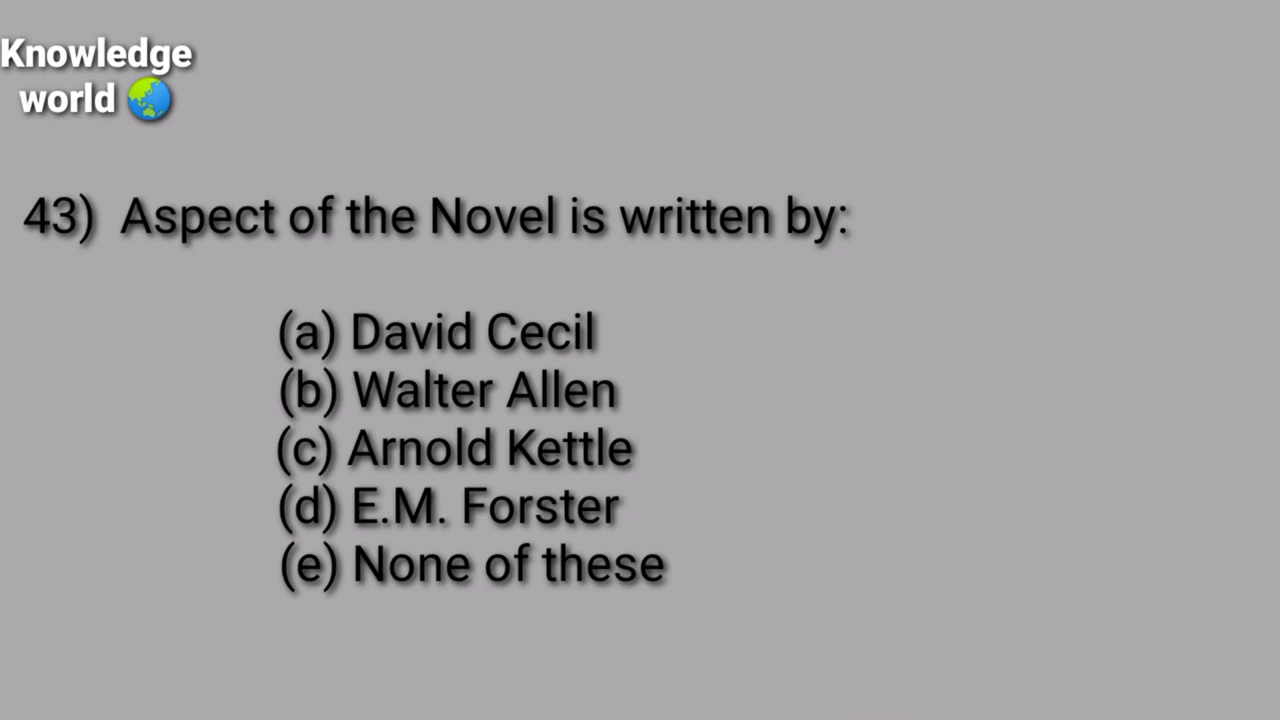 Knowledge
world 🌏
43) Aspect of the Novel is written by:
(a) David Cecil
(b) Walter Allen
(c) Arnold Kettle
(d) E.M. Forster
(e) None of these